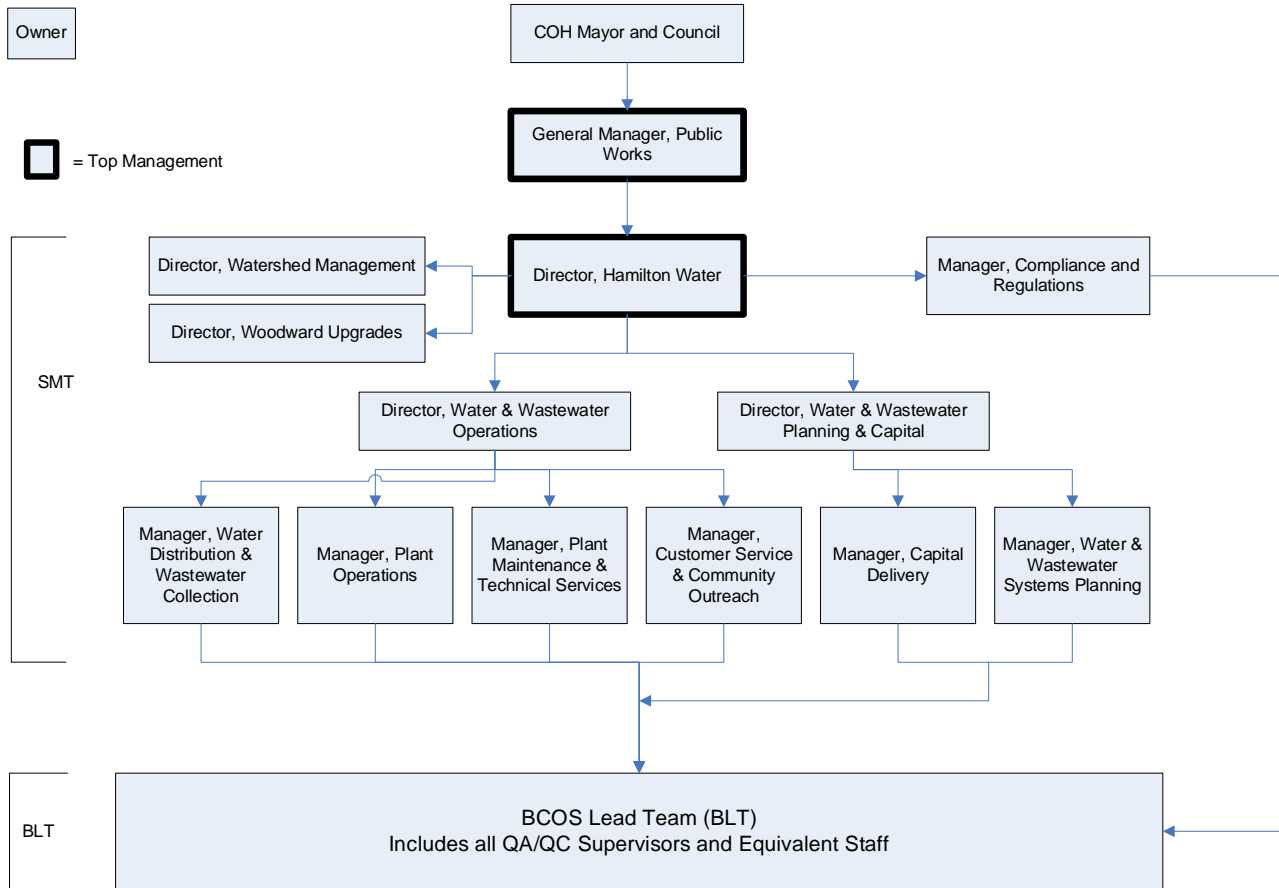 Owner
COH Mayor and Council
General Manager, Public
Works
= Top Management
SMT
Director, Watershed Management
Director, Hamilton Water
Manager, Compliance and
Regulations
Director, Woodward Upgrades
Director, Water & Wastewater
Operations
Director, Water & Wastewater
Planning & Capital
Manager, Water
Distribution &
Wastewater
Collection
Manager, Plant
Operations
Manager, Plant
Maintenance &
Technical Services
Manager,
Customer Service
& Community
Outreach
Manager, Capital
Delivery
Manager, Water &
Wastewater
Systems Planning
BLT
BCOS Lead Team (BLT)
Includes all QA/QC Supervisors and Equivalent Staff